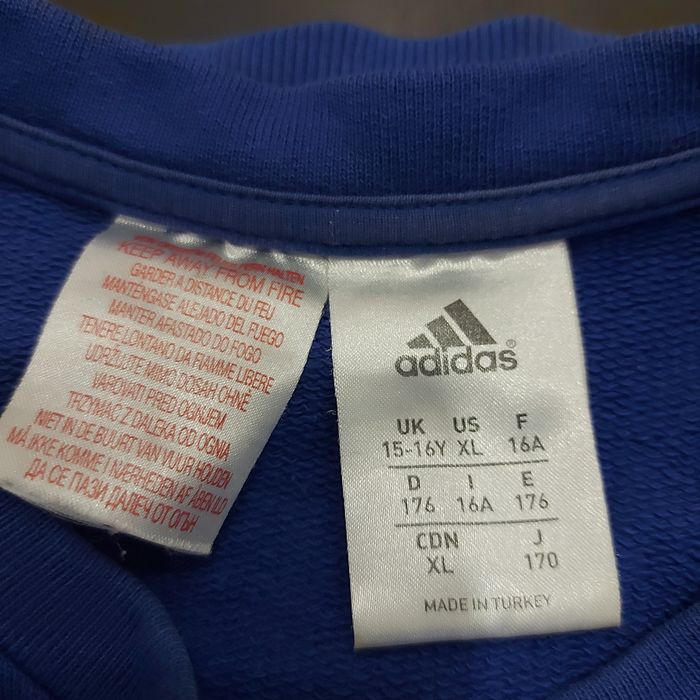 KEEP AWAY FROM FIRE
GARDER A DISTANCE DU FEU
MANTÉNGASE ALEJADO DEL FUEGO
MANTER AFASTADO DO FOGO
TENERE LONTANO DA FIAMME LIBERE
UDRŽUJTE MIMO DOSAH OHNĚ
VAROVATI PRED OGNJEM
TRZYMAĆ Z DALEKA OD OGNIA
NIET IN DE BUURT VAN VUUR HOUDEN
MÅ IKKE KOMME I NÆRHEDEN AF ÅBEN ILD
ДА СЕ ПАЗИ ДАЛЕЧ ОТ ОГЪН
adidas®
UK US F
15-16Y XL 16A
D I E
176 16A 176
CDN J
XL 170
MADE IN TURKEY